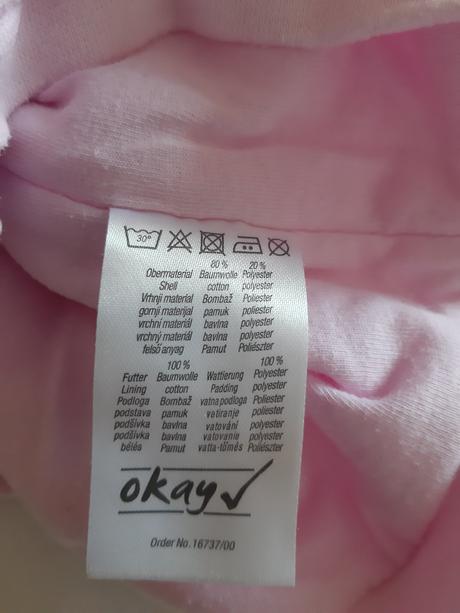 30°
80 % 20 %
Obermaterial Baumwolle Polyester
Shell cotton polyester
Vrhnji material Bombaž Poliester
gornji materijal pamuk poliester
vrchní materiál bavlna polyester
vrchný materiál bavlna polyester
felső anyag Pamut Poliészter
100 % 100 %
Futter Baumwolle Wattierung Polyester
Lining cotton Padding polyester
Podloga Bombaž vatna podloga Poliester
podstava pamuk vetiranje poliester
podšívka bavlna vatování polyester
podšívka bavlna vatovanie polyester
bélés Pamut vatta-tömés Poliészter
okay
Order No.16737/00